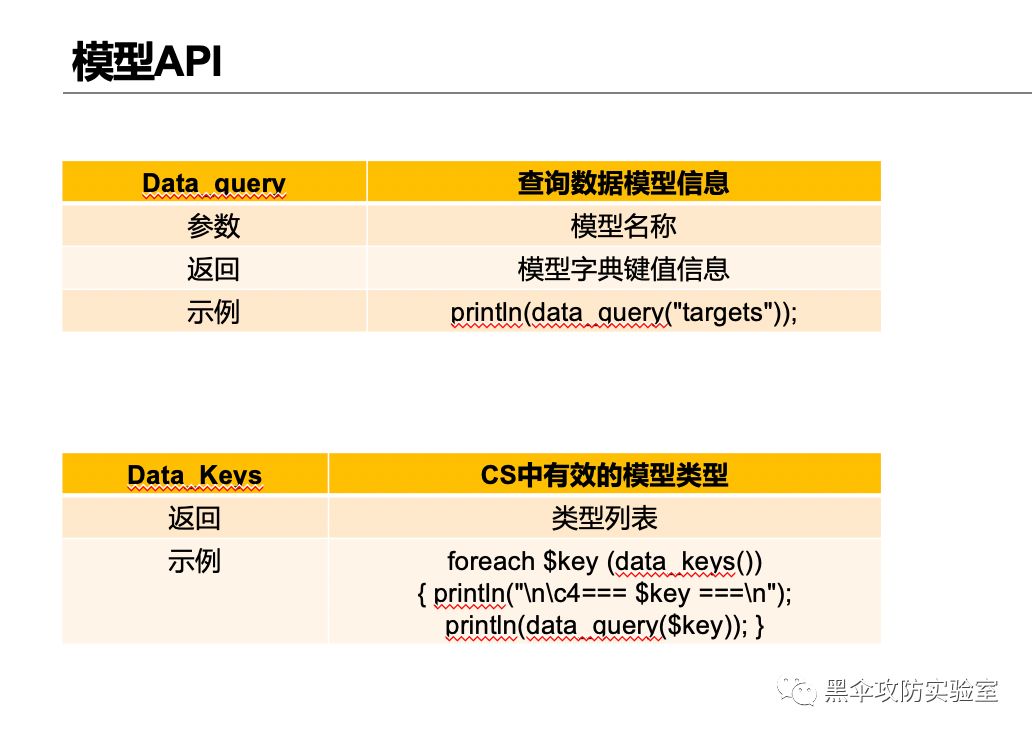 模型API
Data_query 查询数据模型信息
参数 模型名称
返回 模型字典键值信息
示例 println(data_query("targets"));
Data_Keys CS中有效的模型类型
返回 类型列表
示例 foreach $key (data_keys())
{ println("\n\c4=== $key ===\n");
println(data_query($key)); }
黑伞攻防实验室